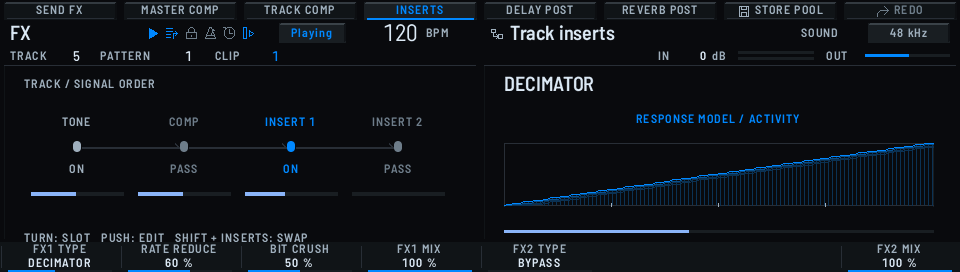 SEND FX MASTER COMP TRACK COMP INSERTS DELAY POST REVERB POST STORE POOL REDO
FX Playing 120 BPM Track inserts SOUND 48 kHz
TRACK 5 PATTERN 1 CLIP 1 IN 0 dB OUT
TRACK / SIGNAL ORDER
DECIMATOR
TONE COMP INSERT 1 INSERT 2
RESPONSE MODEL / ACTIVITY
ON PASS ON PASS
TURN: SLOT PUSH: EDIT SHIFT + INSERTS: SWAP
FX1 TYPE RATE REDUCE BIT CRUSH FX1 MIX FX2 TYPE FX2 MIX
DECIMATOR 60 % 50 % 100 % BYPASS 100 %